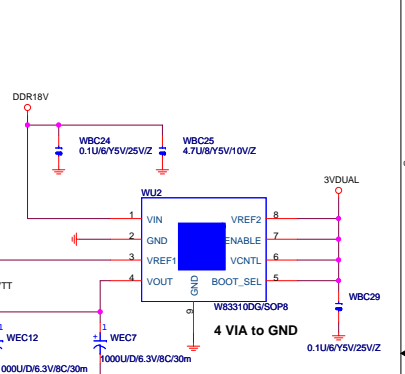 DDR18V
WBC24
0.1U/6/Y5V/25V/Z
WBC25
4.7U/8/Y5V/10V/Z
3VDUAL
WU2
1 VIN VREF2 8
2 GND ENABLE 7
3 VREF1 VCNTL 6
4 VOUT BOOT_SEL 5
GND
9
W83310DG/SOP8
4 VIA to GND
WBC29
0.1U/6/Y5V/25V/Z
TT
1
WEC12
000U/D/6.3V/8C/30m
1
+
WEC7
1000U/D/6.3V/8C/30m